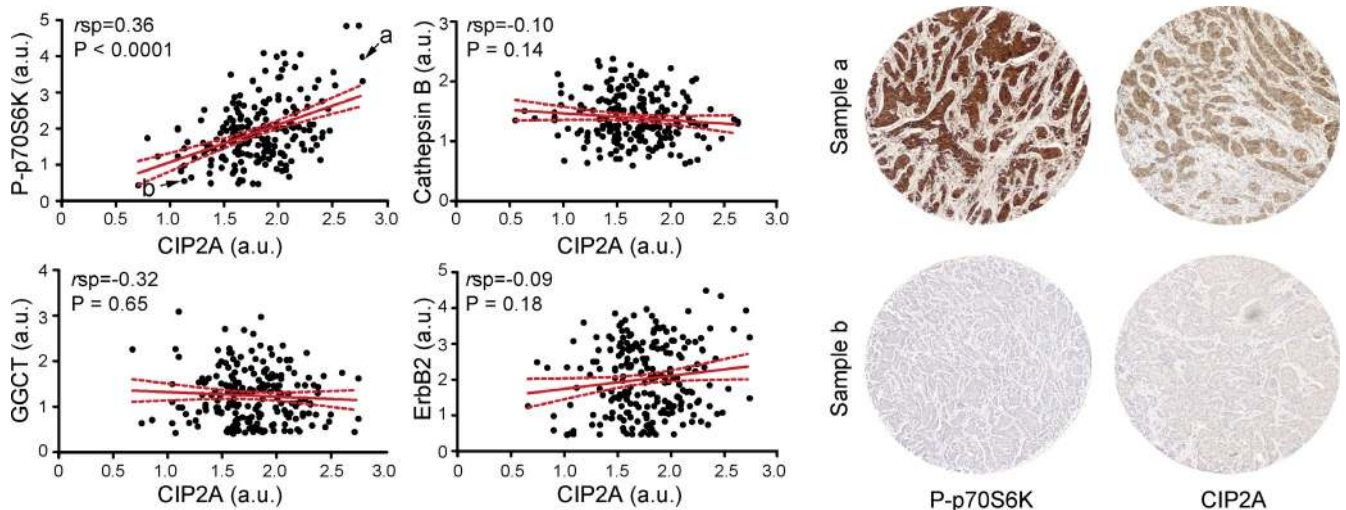 rsp=0.36
P < 0.0001
a
b
P-p70S6K (a.u.)
5
4
3
2
1
0
0 0.5 1.0 1.5 2.0 2.5 3.0
CIP2A (a.u.)
rsp=-0.10
P = 0.14
Cathepsin B (a.u.)
3
2
1
0
0 0.5 1.0 1.5 2.0 2.5 3.0
CIP2A (a.u.)
rsp=-0.32
P = 0.65
GGCT (a.u.)
4
3
2
1
0
0 0.5 1.0 1.5 2.0 2.5 3.0
CIP2A (a.u.)
rsp=-0.09
P = 0.18
ErbB2 (a.u.)
5
4
3
2
1
0
0 0.5 1.0 1.5 2.0 2.5 3.0
CIP2A (a.u.)
Sample a
Sample b
P-p70S6K CIP2A